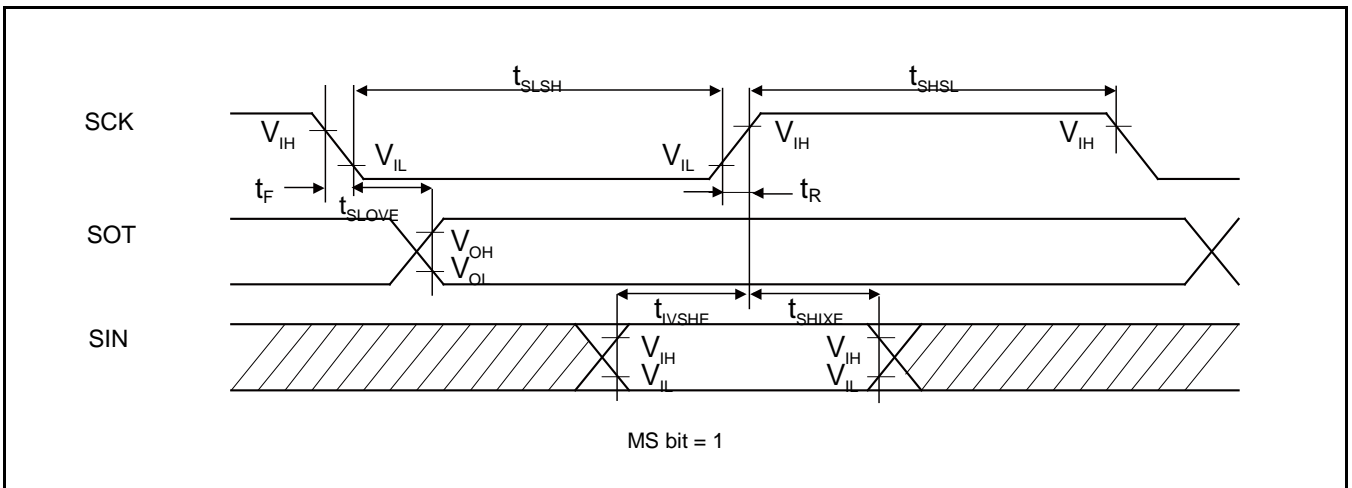 tSLSH
tSHSL
SCK
VIH
VIL
VIL
VIH
VIH
tF
tSLOVE
tR
SOT
VOH
VOL
tIVSHE
tSHIXE
SIN
VIH
VIL
VIH
VIL
MS bit = 1